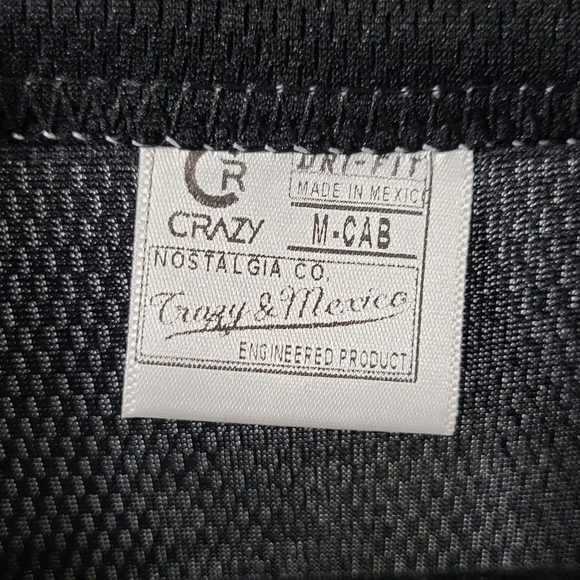 CR
CRAZY
DRI-FIT
MADE IN MEXICO
M-CAB
NOSTALGIA CO.
Crazy & Mexico
ENGINEERED PRODUCT.